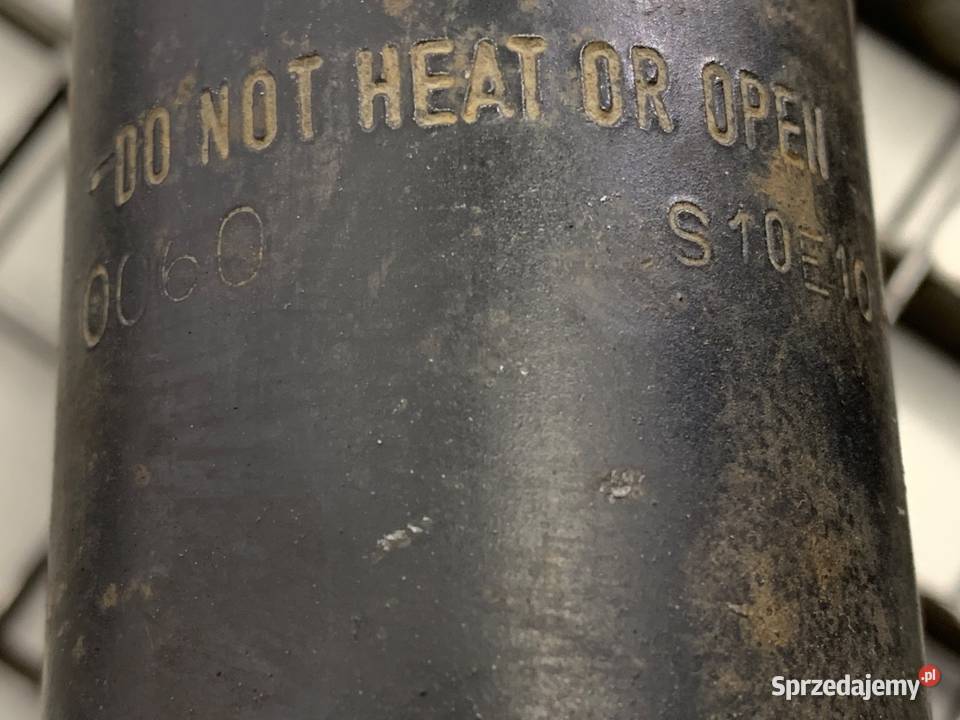 -DO NOT HEAT OR OPEN
0060 S10E10
Sprzedajemy.pl